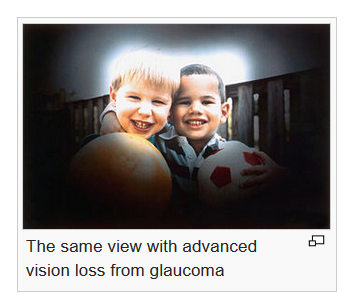 The same view with advanced
vision loss from glaucoma